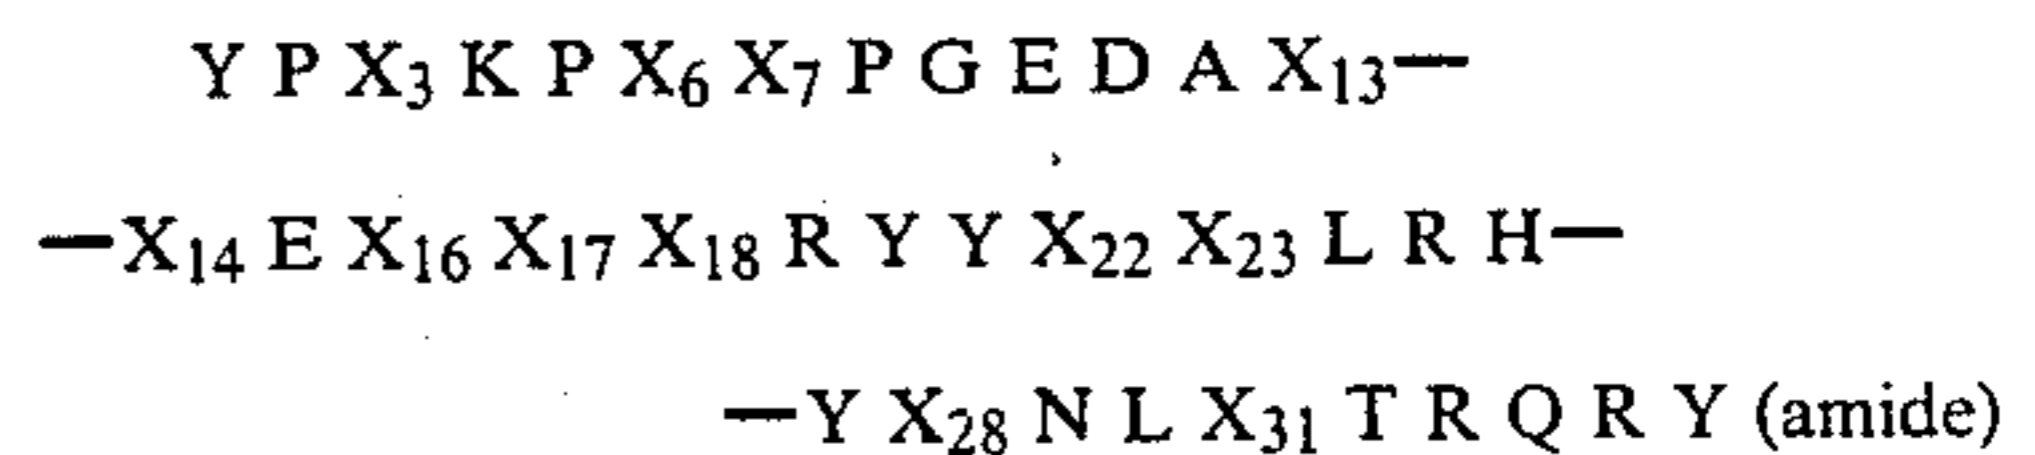 Y P X₃ K P X₆ X₇ P G E D A X₁₃—
—X₁₄ E X₁₆ X₁₇ X₁₈ R Y Y X₂₂ X₂₃ L R H—
—Y X₂₈ N L X₃₁ T R Q R Y (amide)